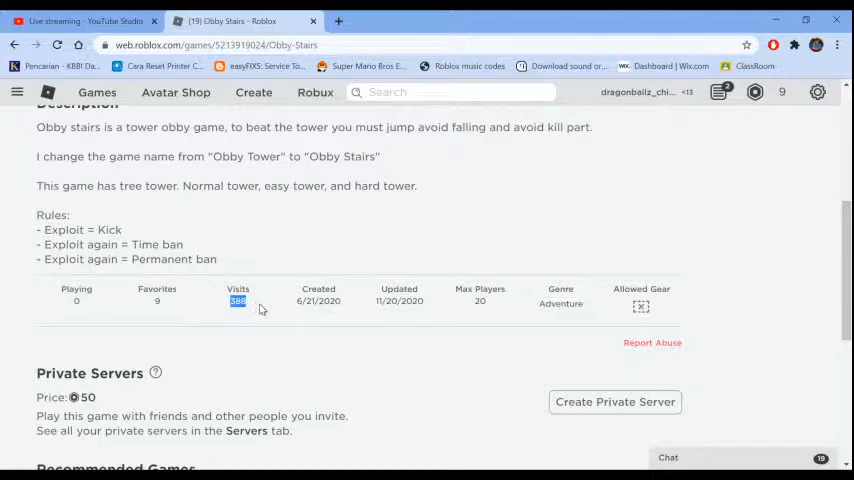 Live streaming - YouTube Studio
(19) Obby Stairs - Roblox
web.roblox.com/games/5213919024/Obby-Stairs
Pencarian - KBBI Da...
Cara Reset Printer C...
easyFIXS: Service To...
Super Mario Bros E...
Roblox music codes
Download sound or...
WiX Dashboard | Wix.com
ClassRoom
Games
Avatar Shop
Create
Robux
Search
dragonballz_chi... <13
2
9
Description
Obby stairs is a tower obby game, to beat the tower you must jump avoid falling and avoid kill part.
I change the game name from "Obby Tower" to "Obby Stairs"
This game has tree tower. Normal tower, easy tower, and hard tower.
Rules:
- Exploit = Kick
- Exploit again = Time ban
- Exploit again = Permanent ban
Playing Favorites Visits Created Updated Max Players Genre Allowed Gear
0 9 388 6/21/2020 11/20/2020 20 Adventure
Report Abuse
Private Servers ?
Price: 50
Create Private Server
Play this game with friends and other people you invite.
See all your private servers in the Servers tab.
Chat 19
Recommended Games